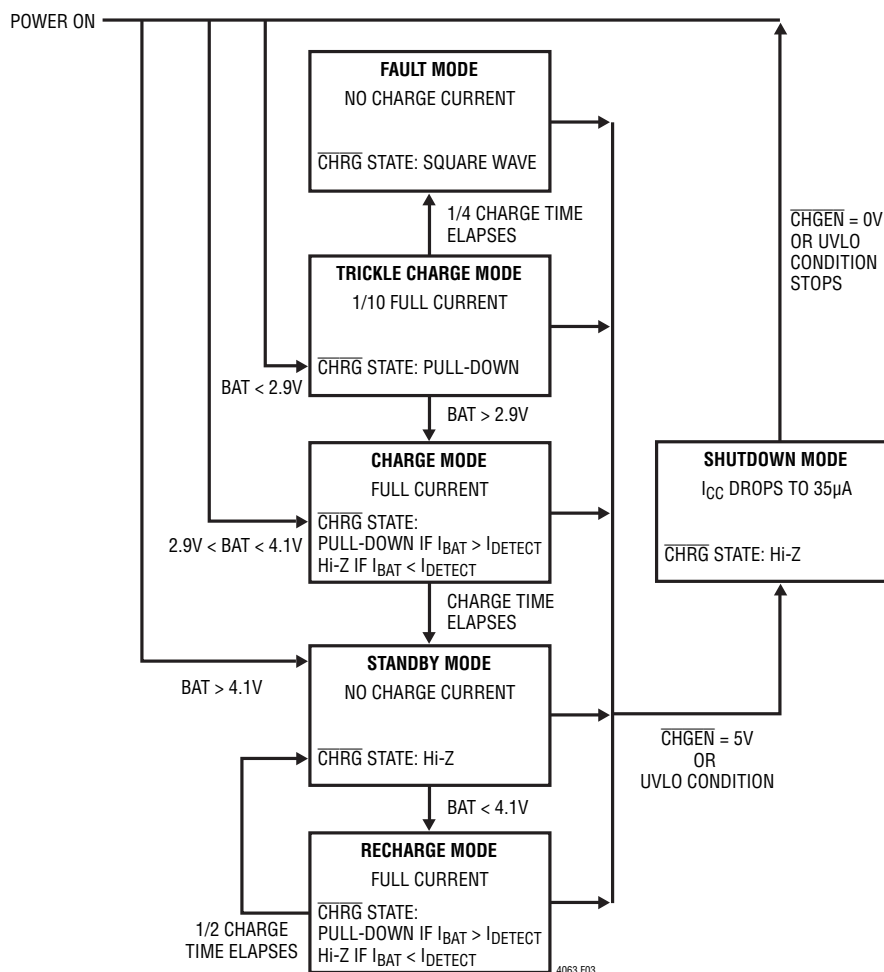 POWER ON
FAULT MODE
NO CHARGE CURRENT
CHRG STATE: SQUARE WAVE
1/4 CHARGE TIME
ELAPSES
TRICKLE CHARGE MODE
1/10 FULL CURRENT
CHRG STATE: PULL-DOWN
BAT < 2.9V
BAT > 2.9V
CHARGE MODE
FULL CURRENT
CHRG STATE:
PULL-DOWN IF IBAT > IDETECT
Hi-Z IF IBAT < IDETECT
2.9V < BAT < 4.1V
CHARGE TIME
ELAPSES
STANDBY MODE
NO CHARGE CURRENT
CHRG STATE: Hi-Z
BAT > 4.1V
BAT < 4.1V
RECHARGE MODE
FULL CURRENT
CHRG STATE:
PULL-DOWN IF IBAT > IDETECT
Hi-Z IF IBAT < IDETECT
1/2 CHARGE
TIME ELAPSES
CHGEN = 0V
OR UVLO
CONDITION
STOPS
SHUTDOWN MODE
ICC DROPS TO 35µA
CHRG STATE: Hi-Z
CHGEN = 5V
OR
UVLO CONDITION
4063 F03